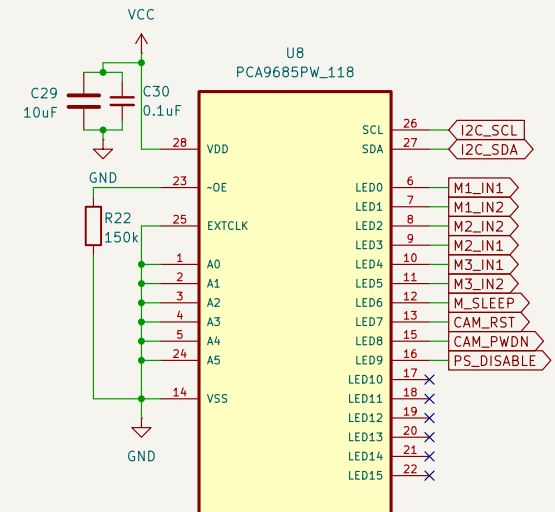 VCC
U8
PCA9685PW_118
C29
10uF
C30
0.1uF
GND
28 VDD
23 ~OE
25 EXTCLK
R22
150k
1 A0
2 A1
3 A2
4 A3
5 A4
24 A5
14 VSS
GND
SCL 26 I2C_SCL
SDA 27 I2C_SDA
LED0 6 M1_IN1
LED1 7 M1_IN2
LED2 8 M2_IN2
LED3 9 M2_IN1
LED4 10 M3_IN1
LED5 11 M3_IN2
LED6 12 M_SLEEP
LED7 13 CAM_RST
LED8 15 CAM_PWDN
LED9 16 PS_DISABLE
LED10 17
LED11 18
LED12 19
LED13 20
LED14 21
LED15 22